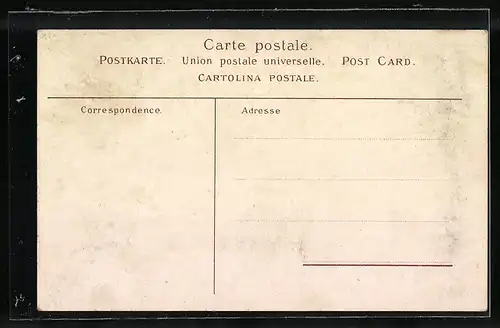 Carte postale.
POSTKARTE. Union postale universelle. POST CARD.
CARTOLINA POSTALE.
Correspondence. Adresse